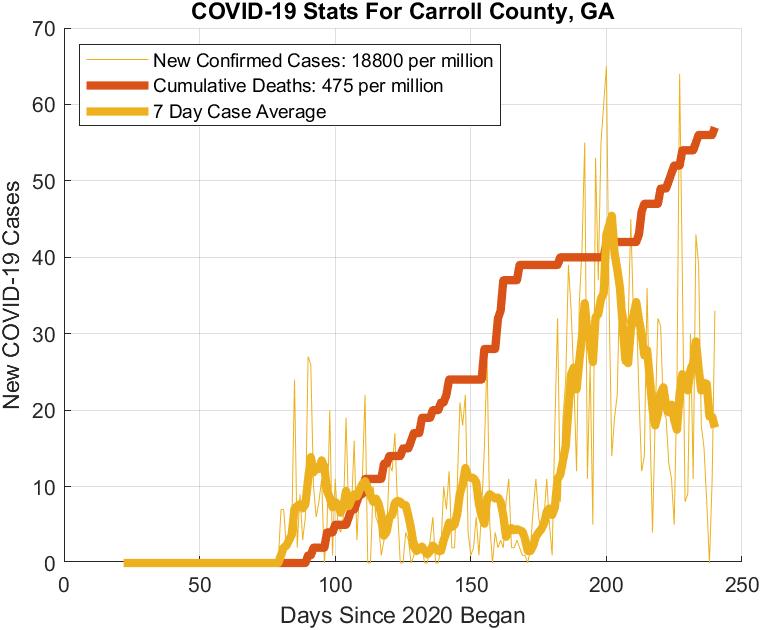 COVID-19 Stats For Carroll County, GA
70
60
50
40
30
20
10
0
New COVID-19 Cases
New Confirmed Cases: 18800 per million
Cumulative Deaths: 475 per million
7 Day Case Average
0 50 100 150 200 250
Days Since 2020 Began